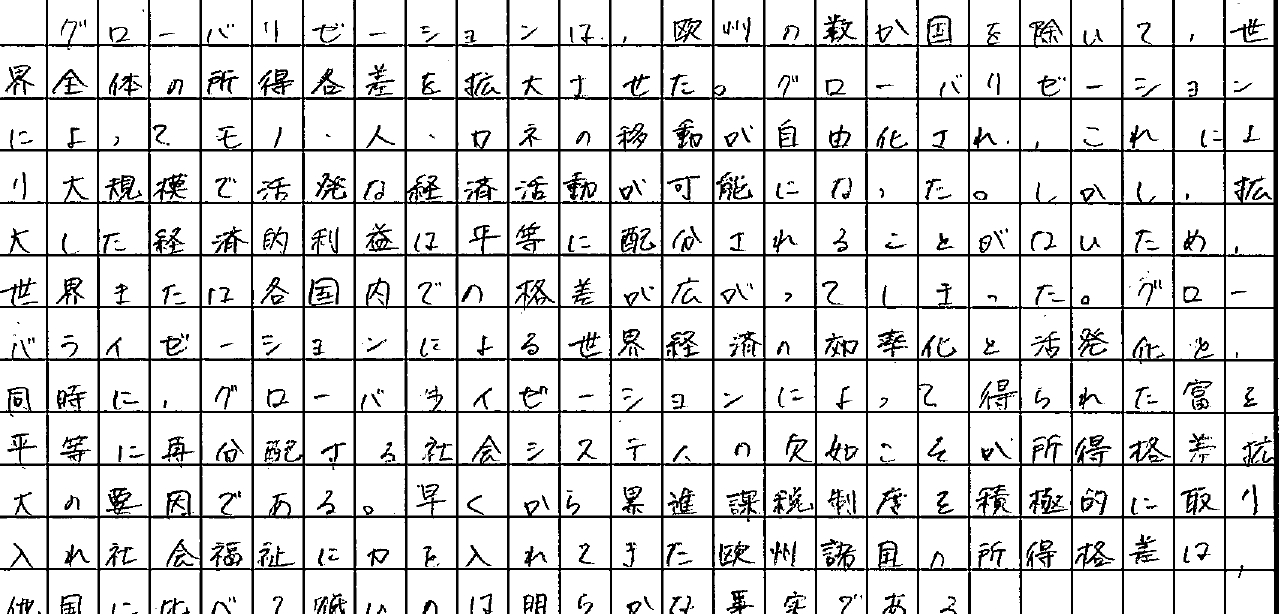 グローバリゼーションは、欧州の数か国を除いて、世
界全体の所得各差を拡大させた。グローバリゼーション
によってモノ・人・カネの移動が自由化され、これによ
り大規模で活発な経済活動が可能になった。しかし、拡
大した経済的利益は平等に配分されることがないため、
世界または各国内での格差が広がってしまった。グロー
バライゼーションによる世界経済の効率化と活発化と、
同時に、グローバライゼーションによって得られた富を
平等に再分配する社会システムの欠如こそが所得格差拡
大の要因である。早くから累進課税制度を積極的に取り
入れ社会福祉に力を入れてきた欧州諸国の所得格差は、
他国に比べて低いのは明らかな事実である